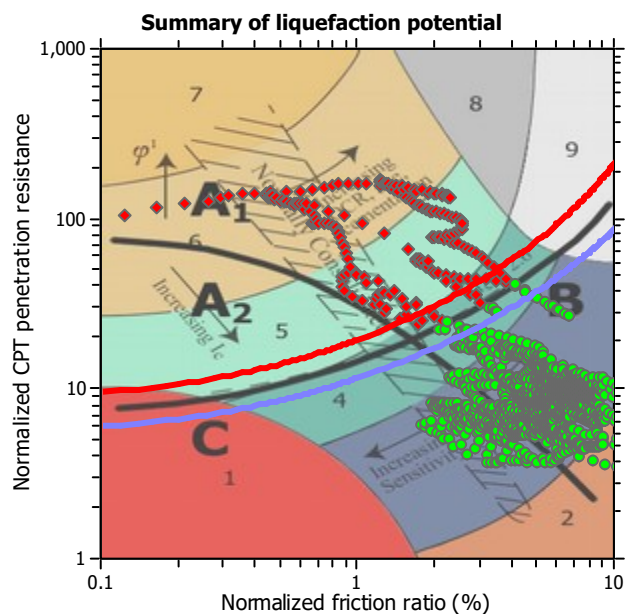 Summary of liquefaction potential
Normalized CPT penetration resistance
1,000
100
10
1
7
8
9
φ'
A1
6
A2
5
Increasing Ic
B
4
C
1
Increasing
Sensitivity
2
0.1
1
10
Normalized friction ratio (%)